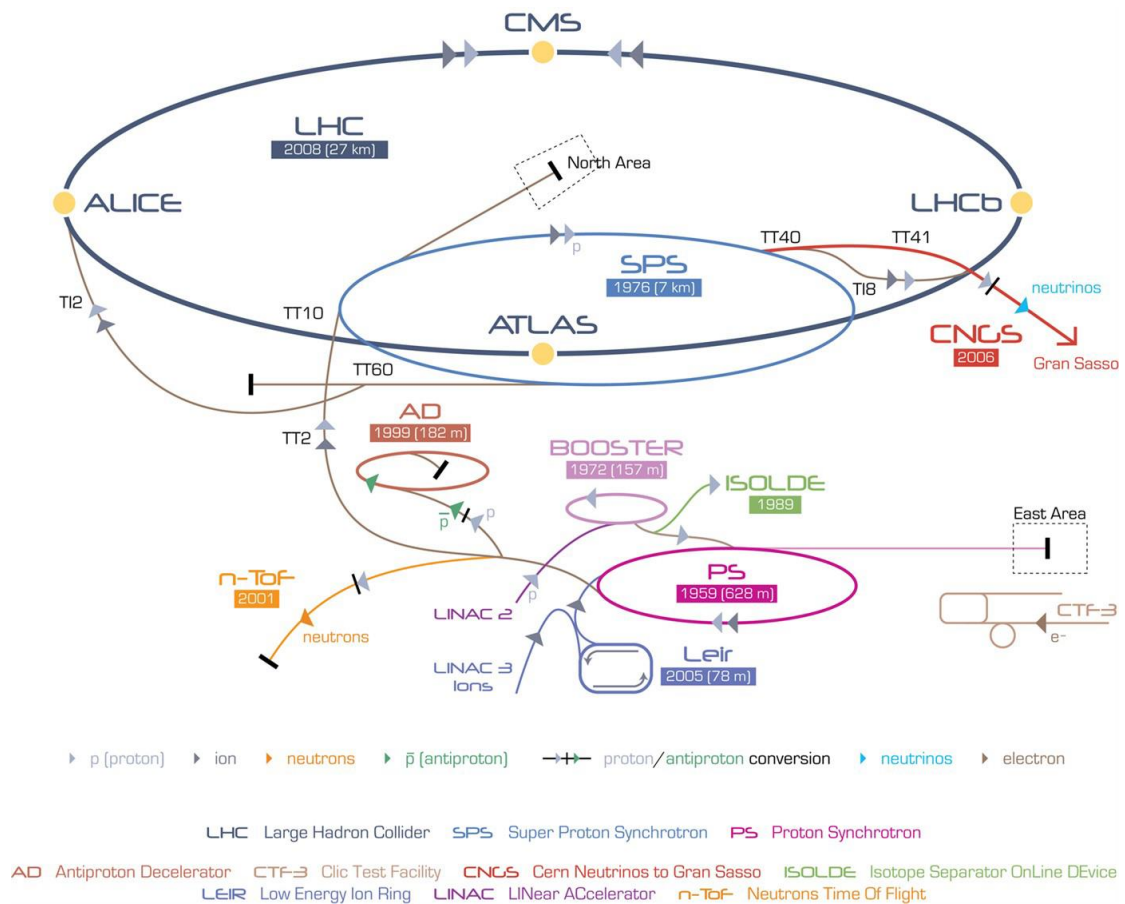 CMS
LHC
2008 (27 km)
North Area
ALICE
LHCb
TT40
TT41
p
SPS
1976 (7 km)
TI8
neutrinos
TI2
TT10
ATLAS
CNGS
2006
Gran Sasso
TT60
AD
1999 (182 m)
TT2
BOOSTER
1972 (157 m)
ISOLDE
1989
p̅
p
East Area
n-ToF
2001
PS
1959 (628 m)
p
LINAC 2
CTF-3
e-
neutrons
LINAC 3
Ions
Leir
2005 (78 m)
p (proton) ion neutrons p̅ (antiproton) proton/antiproton conversion neutrinos electron
LHC Large Hadron Collider SPS Super Proton Synchrotron PS Proton Synchrotron
AD Antiproton Decelerator CTF-3 Clic Test Facility CNGS Cern Neutrinos to Gran Sasso ISOLDE Isotope Separator OnLine DEvice
LEIR Low Energy Ion Ring LINAC LINear ACcelerator n-ToF Neutrons Time Of Flight